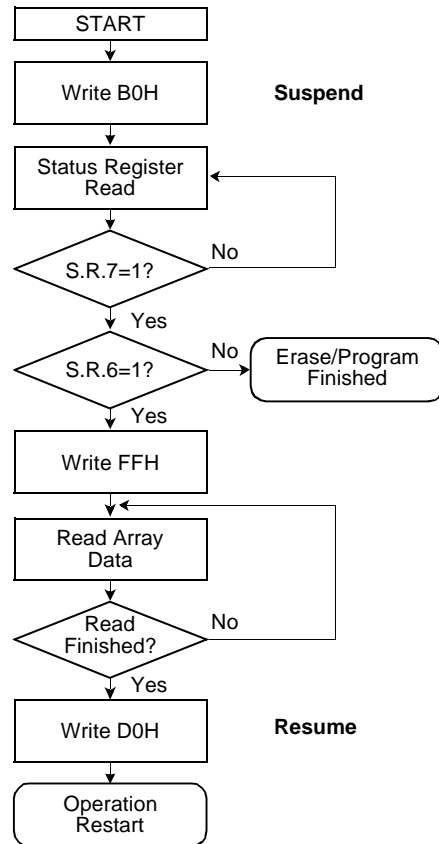 START
Write B0H
Suspend
Status Register
Read
S.R.7=1?
No
Yes
S.R.6=1?
No
Erase/Program
Finished
Yes
Write FFH
Read Array
Data
Read
Finished?
No
Yes
Write D0H
Resume
Operation
Restart